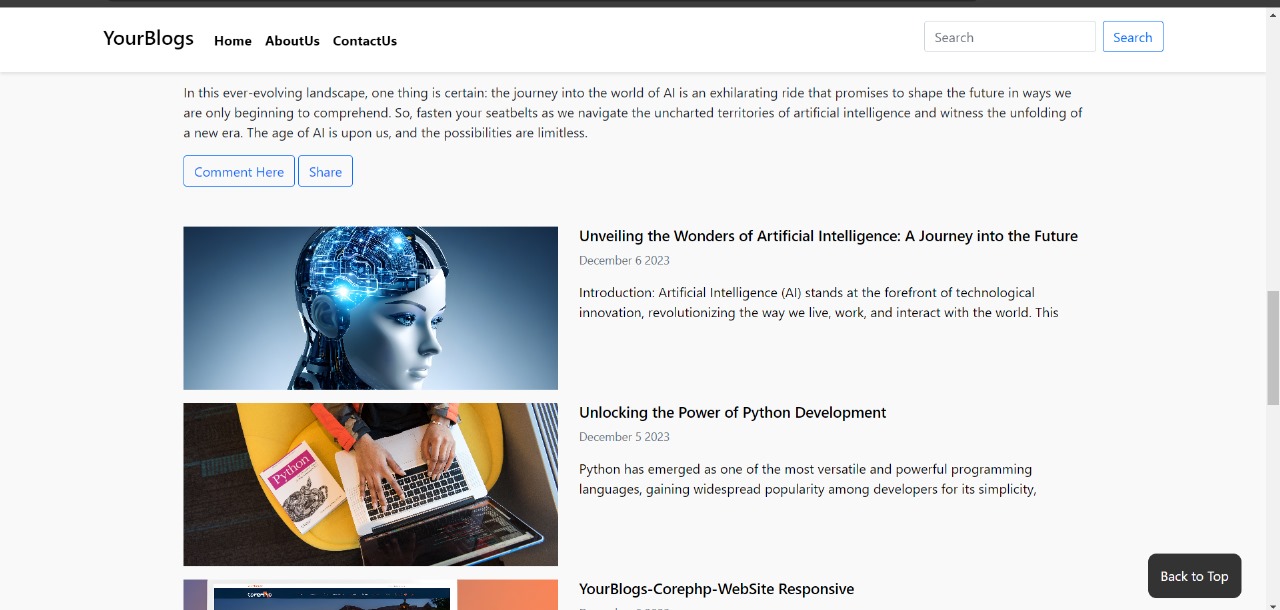 YourBlogs Home AboutUs ContactUs Search Search
In this ever-evolving landscape, one thing is certain: the journey into the world of AI is an exhilarating ride that promises to shape the future in ways we
are only beginning to comprehend. So, fasten your seatbelts as we navigate the uncharted territories of artificial intelligence and witness the unfolding of
a new era. The age of AI is upon us, and the possibilities are limitless.
Comment Here Share
Unveiling the Wonders of Artificial Intelligence: A Journey into the Future
December 6 2023
Introduction: Artificial Intelligence (AI) stands at the forefront of technological
innovation, revolutionizing the way we live, work, and interact with the world. This
Python
Unlocking the Power of Python Development
December 5 2023
Python has emerged as one of the most versatile and powerful programming
languages, gaining widespread popularity among developers for its simplicity,
YourBlogs-Corephp-WebSite Responsive
Back to Top